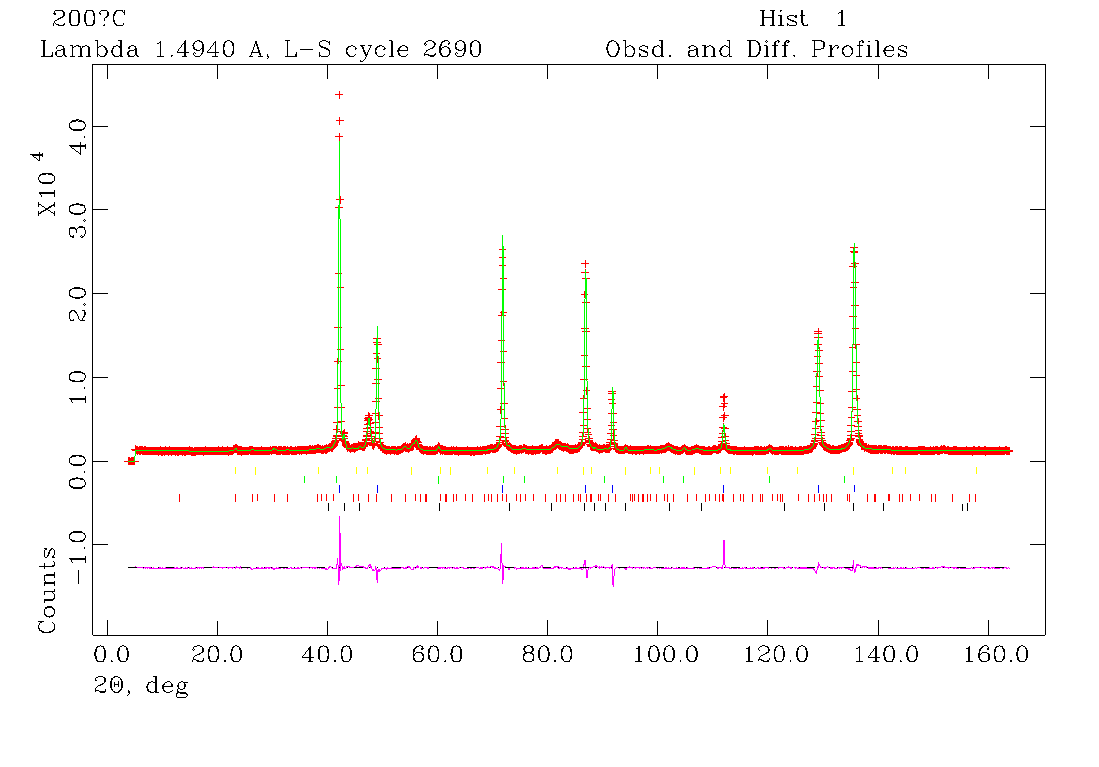 200?C
Hist 1
Lambda 1.4940 A, L-S cycle 2690
Obsd. and Diff. Profiles
X10 4
4.0
3.0
2.0
1.0
0.0
-1.0
Counts
0.0 20.0 40.0 60.0 80.0 100.0 120.0 140.0 160.0
2Θ, deg